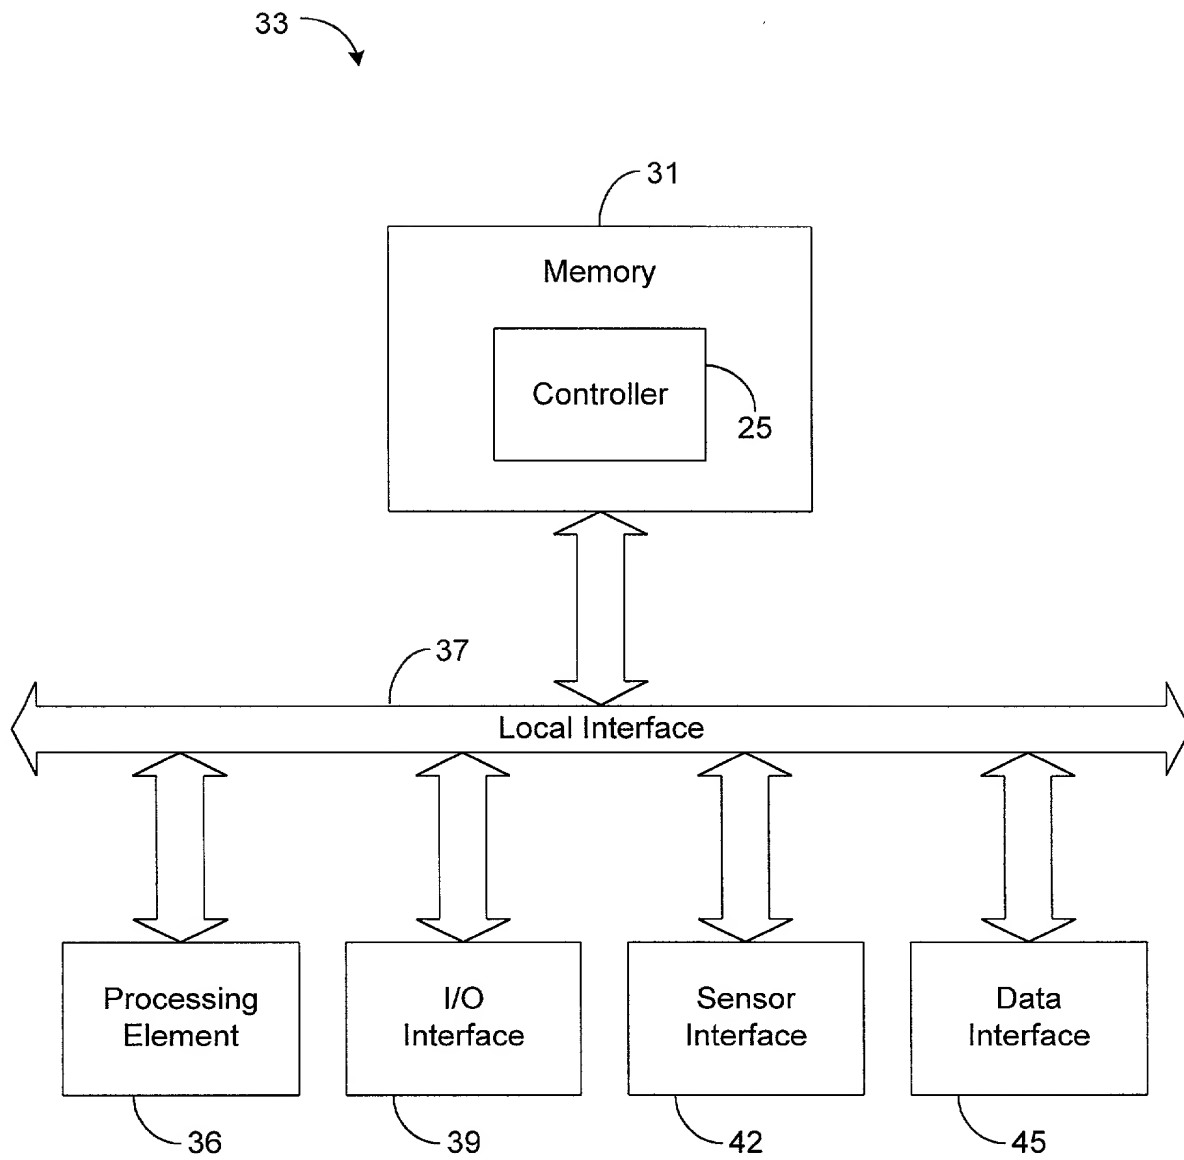 33
31
Memory
Controller
25
37
Local Interface
Processing
Element
I/O
Interface
Sensor
Interface
Data
Interface
36
39
42
45